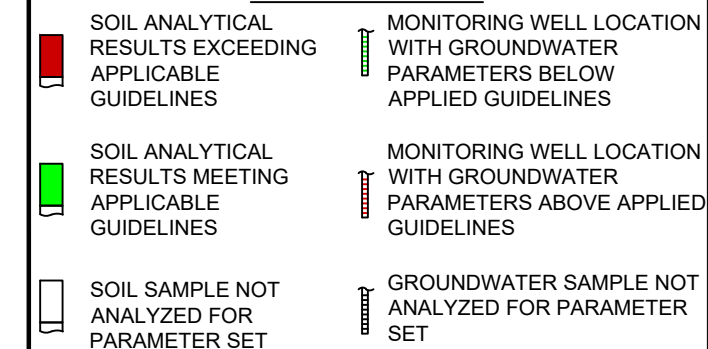 SOIL ANALYTICAL
RESULTS EXCEEDING
APPLICABLE
GUIDELINES
SOIL ANALYTICAL
RESULTS MEETING
APPLICABLE
GUIDELINES
SOIL SAMPLE NOT
ANALYZED FOR
PARAMETER SET
MONITORING WELL LOCATION
WITH GROUNDWATER
PARAMETERS BELOW
APPLIED GUIDELINES
MONITORING WELL LOCATION
WITH GROUNDWATER
PARAMETERS ABOVE APPLIED
GUIDELINES
GROUNDWATER SAMPLE NOT
ANALYZED FOR PARAMETER
SET